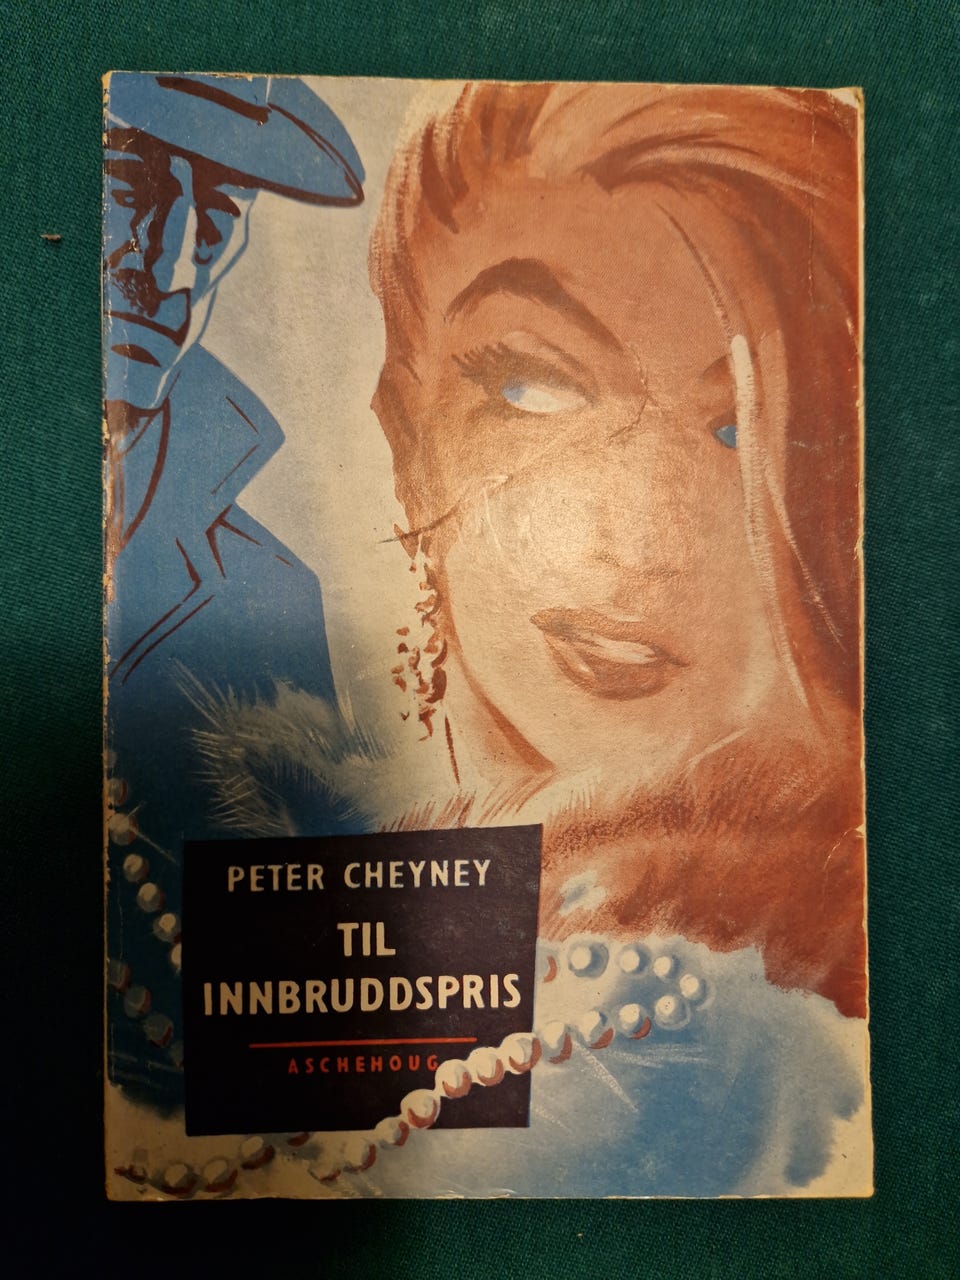 PETER CHEYNEY
TIL
INNBRUDDSPRIS
ASCHEHOUG